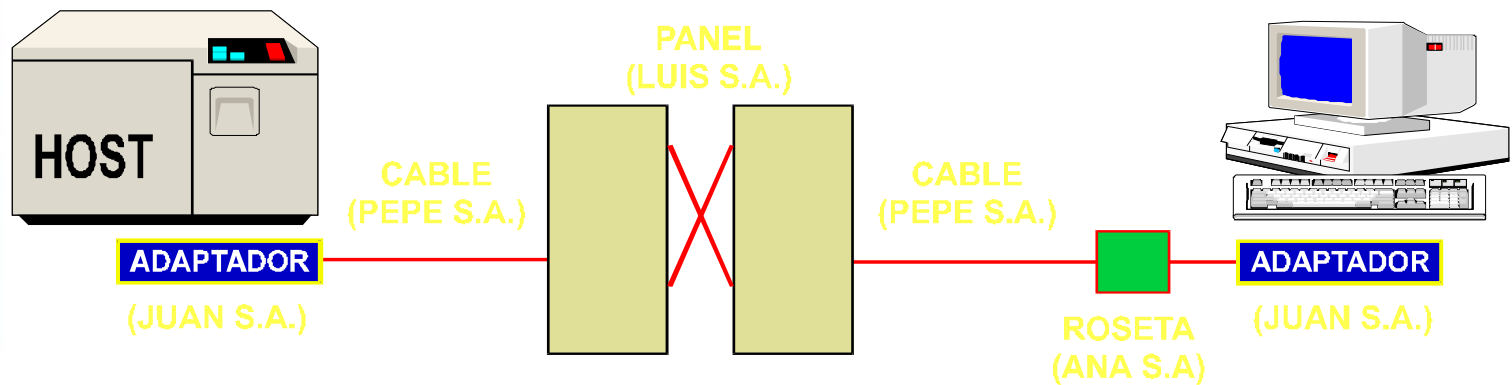 PANEL
(LUIS S.A.)
HOST
CABLE
(PEPE S.A.)
CABLE
(PEPE S.A.)
ADAPTADOR
(JUAN S.A.)
ROSETA
(ANA S.A)
ADAPTADOR
(JUAN S.A.)